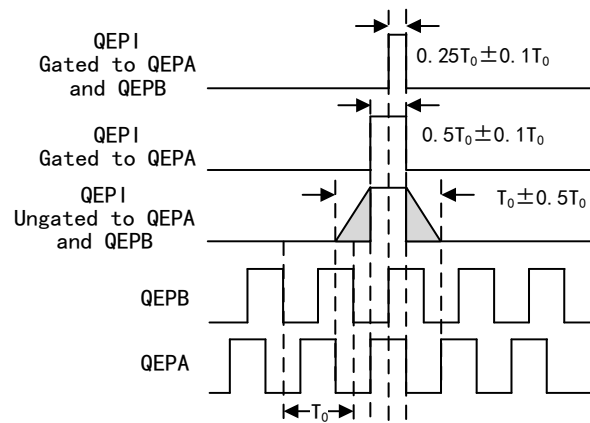 QEPI
Gated to QEPA
and QEPB
0.25T₀±0.1T₀
QEPI
Gated to QEPA
0.5T₀±0.1T₀
QEPI
Ungated to QEPA
and QEPB
T₀±0.5T₀
QEPB
QEPA
T₀